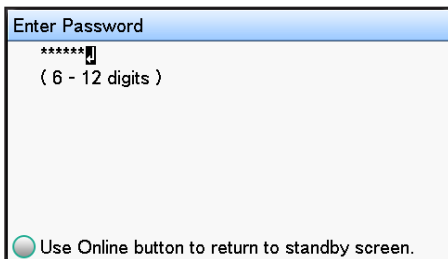 Enter Password
******↲
( 6 - 12 digits )
Use Online button to return to standby screen.